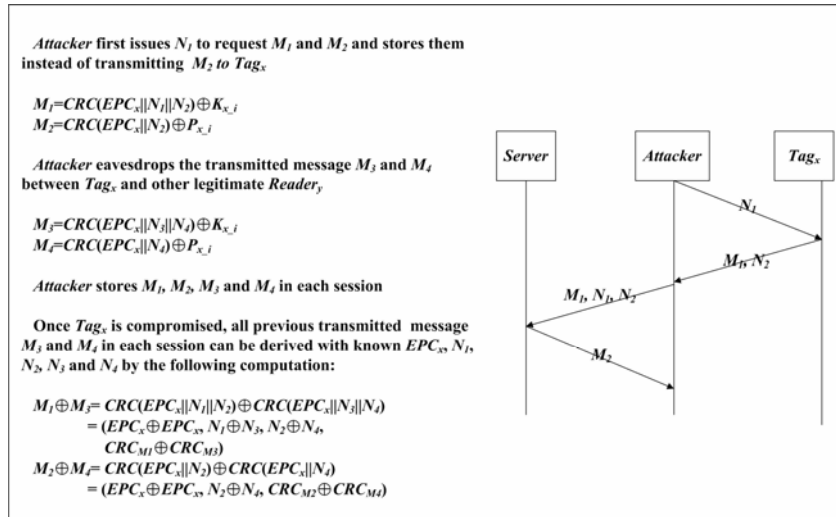 Attacker first issues N₁ to request M₁ and M₂ and stores them
instead of transmitting M₂ to Tagₓ
M₁=CRC(EPCₓ||N₁||N₂)⊕Kₓ_ᵢ
M₂=CRC(EPCₓ||N₂)⊕Pₓ_ᵢ
Attacker eavesdrops the transmitted message M₃ and M₄
between Tagₓ and other legitimate Reader_y
M₃=CRC(EPCₓ||N₃||N₄)⊕Kₓ_ᵢ
M₄=CRC(EPCₓ||N₄)⊕Pₓ_ᵢ
Attacker stores M₁, M₂, M₃ and M₄ in each session
Once Tagₓ is compromised, all previous transmitted message
M₃ and M₄ in each session can be derived with known EPCₓ, N₁,
N₂, N₃ and N₄ by the following computation:
M₁⊕M₃= CRC(EPCₓ||N₁||N₂)⊕CRC(EPCₓ||N₃||N₄)
= (EPCₓ⊕EPCₓ, N₁⊕N₃, N₂⊕N₄,
CRC_M1⊕CRC_M3)
M₂⊕M₄= CRC(EPCₓ||N₂)⊕CRC(EPCₓ||N₄)
= (EPCₓ⊕EPCₓ, N₂⊕N₄, CRC_M2⊕CRC_M4)
Server
Attacker
Tagₓ
N₁
M₁, N₂
M₁, N₁, N₂
M₂